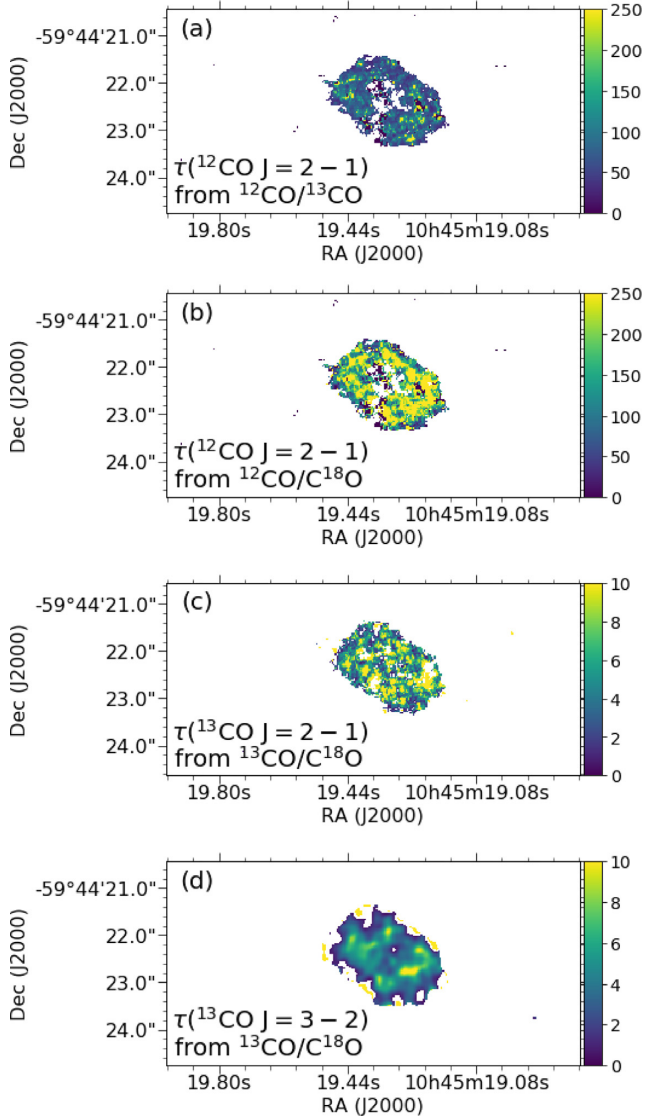 (a)
-59°44'21.0"
22.0"
23.0"
24.0"
Dec (J2000)
τ(¹²CO J = 2 − 1)
from ¹²CO/¹³CO
19.80s
19.44s
10h45m19.08s
RA (J2000)
250
200
150
100
50
0
(b)
-59°44'21.0"
22.0"
23.0"
24.0"
Dec (J2000)
τ(¹²CO J = 2 − 1)
from ¹²CO/C¹⁸O
19.80s
19.44s
10h45m19.08s
RA (J2000)
250
200
150
100
50
0
(c)
-59°44'21.0"
22.0"
23.0"
24.0"
Dec (J2000)
τ(¹³CO J = 2 − 1)
from ¹³CO/C¹⁸O
19.80s
19.44s
10h45m19.08s
RA (J2000)
10
8
6
4
2
0
(d)
-59°44'21.0"
22.0"
23.0"
24.0"
Dec (J2000)
τ(¹³CO J = 3 − 2)
from ¹³CO/C¹⁸O
19.80s
19.44s
10h45m19.08s
RA (J2000)
10
8
6
4
2
0